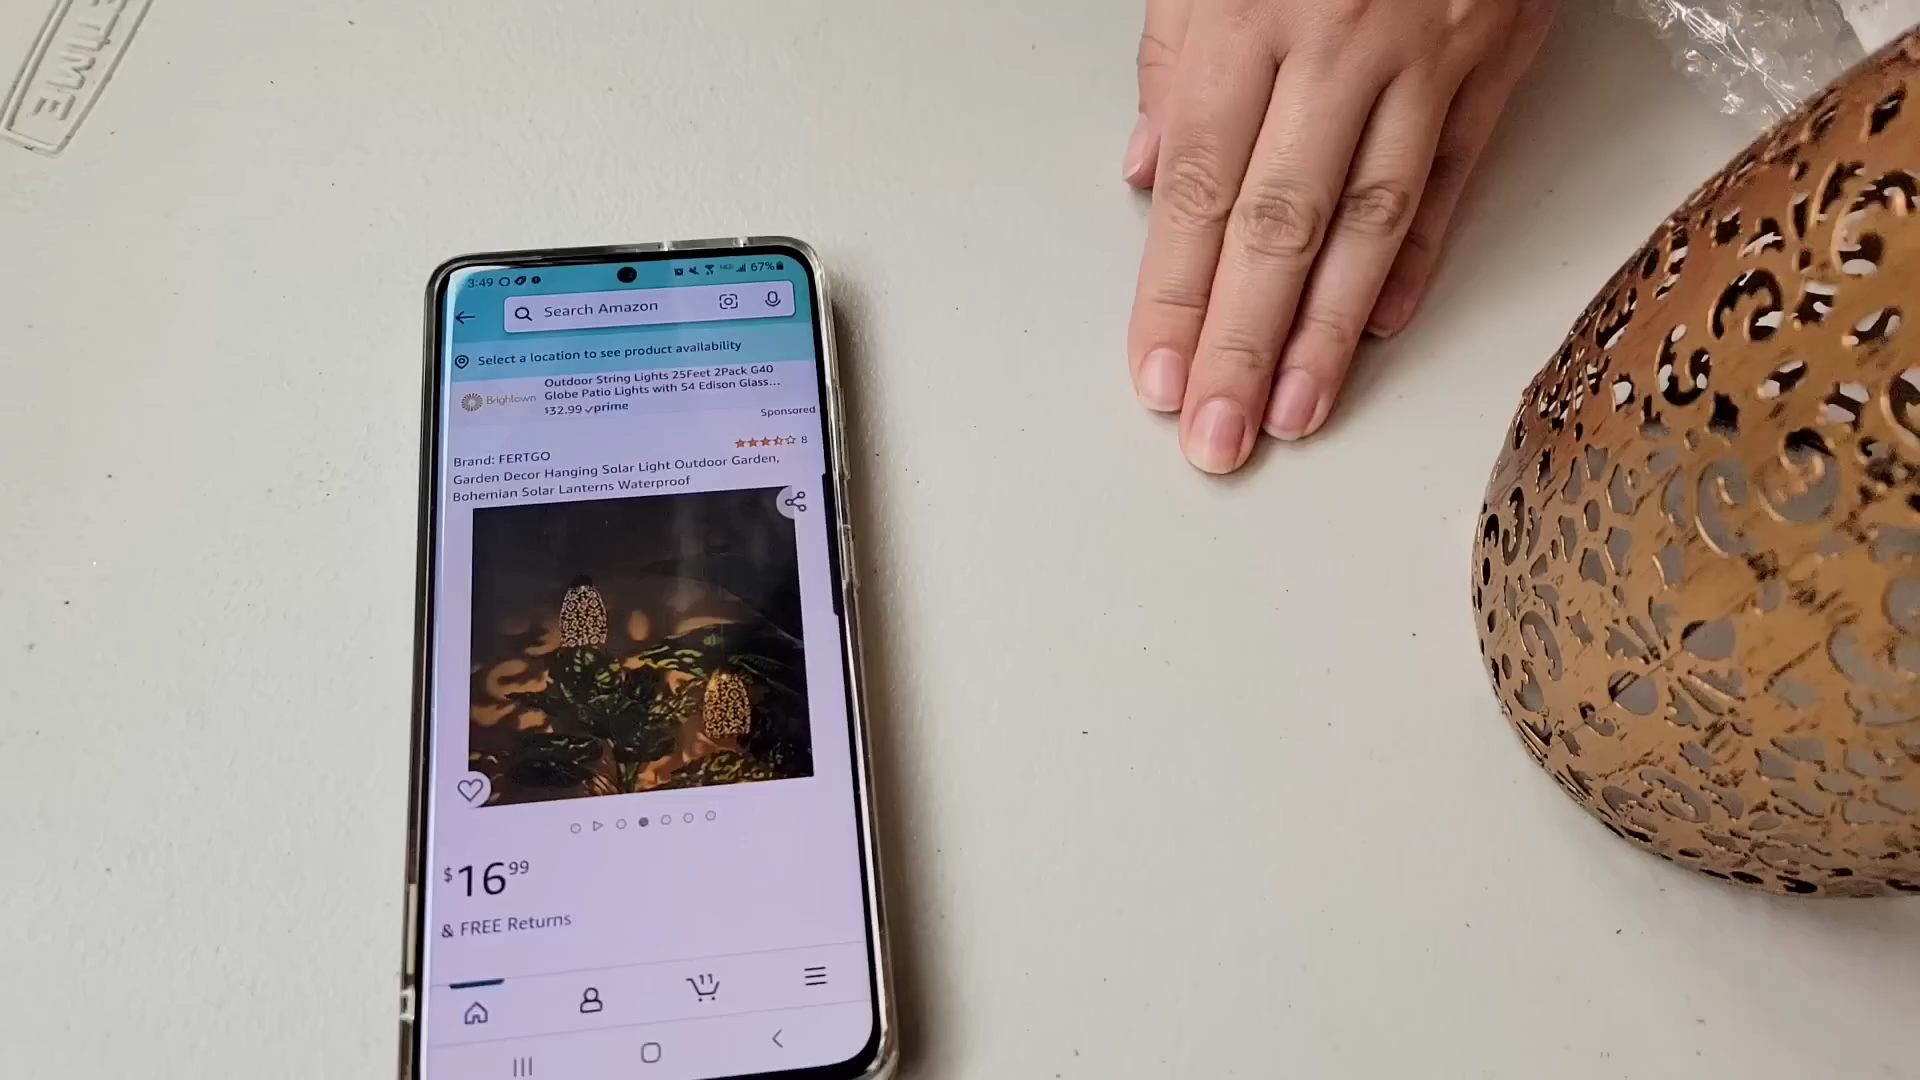 3:49
67%
Search Amazon
Select a location to see product availability
Brightown
Outdoor String Lights 25Feet 2Pack G40
Globe Patio Lights with 54 Edison Glass...
$32.99 prime
Sponsored
8
Brand: FERTGO
Garden Decor Hanging Solar Light Outdoor Garden,
Bohemian Solar Lanterns Waterproof
$16 99
& FREE Returns
11